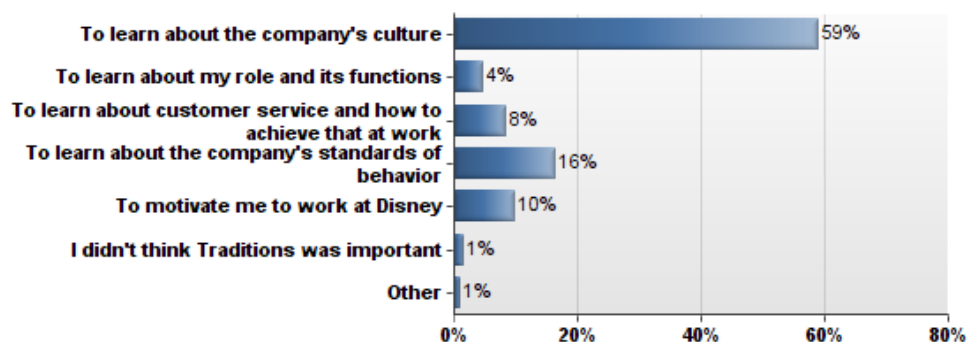 To learn about the company's culture
59%
To learn about my role and its functions
4%
To learn about customer service and how to
achieve that at work
8%
To learn about the company's standards of
behavior
16%
To motivate me to work at Disney
10%
I didn't think Traditions was important
1%
Other
1%
0% 20% 40% 60% 80%